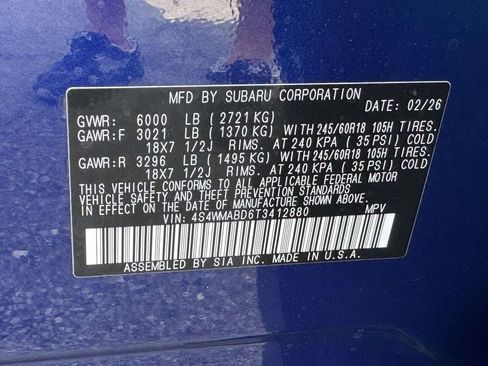 MFD BY SUBARU CORPORATION
DATE: 02/26
GVWR: 6000 LB (2721 KG)
GAWR:F 3021 LB (1370 KG) WITH 245/60R18 105H TIRES.
18X7 1/2J RIMS. AT 240 KPA (35 PSI) COLD
GAWR:R 3296 LB (1495 KG) WITH 245/60R18 105H TIRES.
18X7 1/2J RIMS. AT 240 KPA (35 PSI) COLD
THIS VEHICLE CONFORMS TO ALL APPLICABLE FEDERAL MOTOR
VEHICLE SAFETY AND THEFT PREVENTION STANDARDS
IN EFFECT ON THE DATE OF MANUFACTURE SHOWN ABOVE.
VIN: 4S4WMABD6T3412880 MPV
ASSEMBLED BY SIA INC. MADE IN U.S.A.